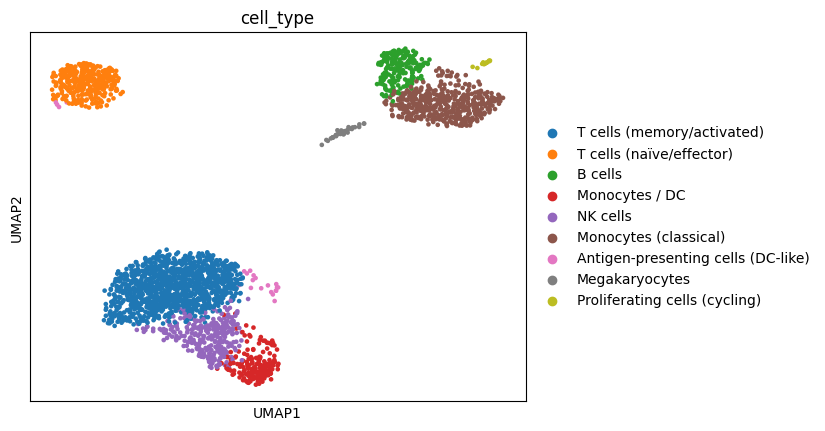 cell_type
UMAP2
UMAP1
T cells (memory/activated)
T cells (naïve/effector)
B cells
Monocytes / DC
NK cells
Monocytes (classical)
Antigen-presenting cells (DC-like)
Megakaryocytes
Proliferating cells (cycling)